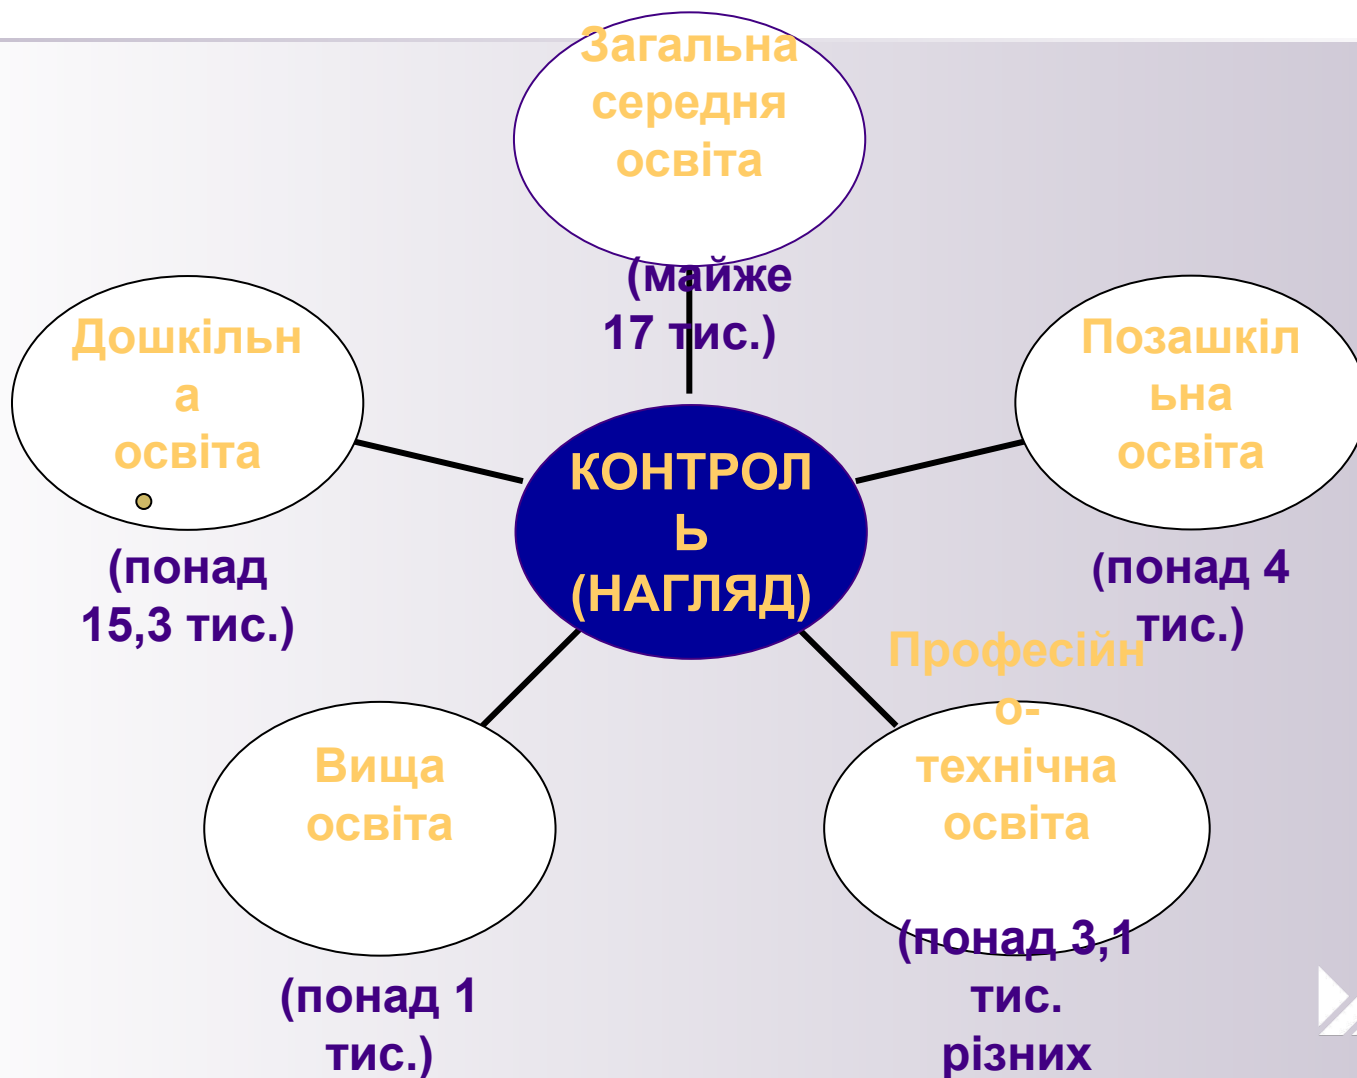 Загальна
середня
освіта
(майже
17 тис.)
Дошкільн
а
освіта
(понад
15,3 тис.)
Позашкіл
ьна
освіта
(понад 4
тис.)
КОНТРОЛ
Ь
(НАГЛЯД)
Вища
освіта
(понад 1
тис.)
Професійн
о-
технічна
освіта
(понад 3,1
тис.
різних